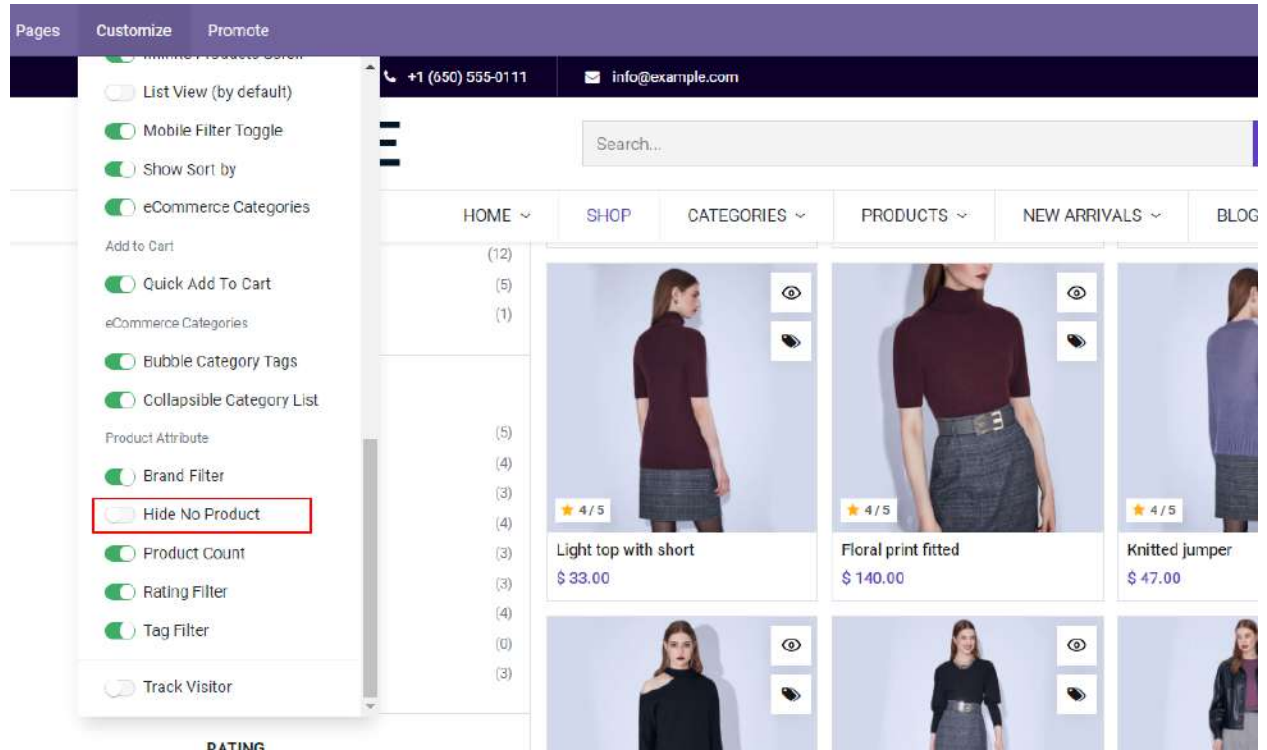 Pages Customize Promote
List View (by default)
Mobile Filter Toggle
Show Sort by
eCommerce Categories
Add to Cart
Quick Add To Cart
eCommerce Categories
Bubble Category Tags
Collapsible Category List
Product Attribute
Brand Filter
Hide No Product
Product Count
Rating Filter
Tag Filter
Track Visitor
+1 (650) 555-0111 info@example.com
E
Search...
HOME SHOP CATEGORIES PRODUCTS NEW ARRIVALS BLOG
(12)
(5)
(1)
(5)
(4)
(3)
(4)
(3)
(3)
(4)
(0)
(3)
RATING
4/5
Light top with short
$ 33.00
4/5
Floral print fitted
$ 140.00
4/5
Knitted jumper
$ 47.00